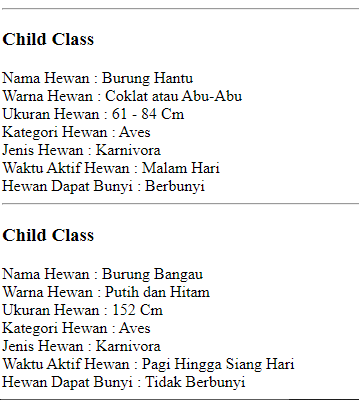 Child Class
Nama Hewan : Burung Hantu
Warna Hewan : Coklat atau Abu-Abu
Ukuran Hewan : 61 - 84 Cm
Kategori Hewan : Aves
Jenis Hewan : Karnivora
Waktu Aktif Hewan : Malam Hari
Hewan Dapat Bunyi : Berbunyi
Child Class
Nama Hewan : Burung Bangau
Warna Hewan : Putih dan Hitam
Ukuran Hewan : 152 Cm
Kategori Hewan : Aves
Jenis Hewan : Karnivora
Waktu Aktif Hewan : Pagi Hingga Siang Hari
Hewan Dapat Bunyi : Tidak Berbunyi